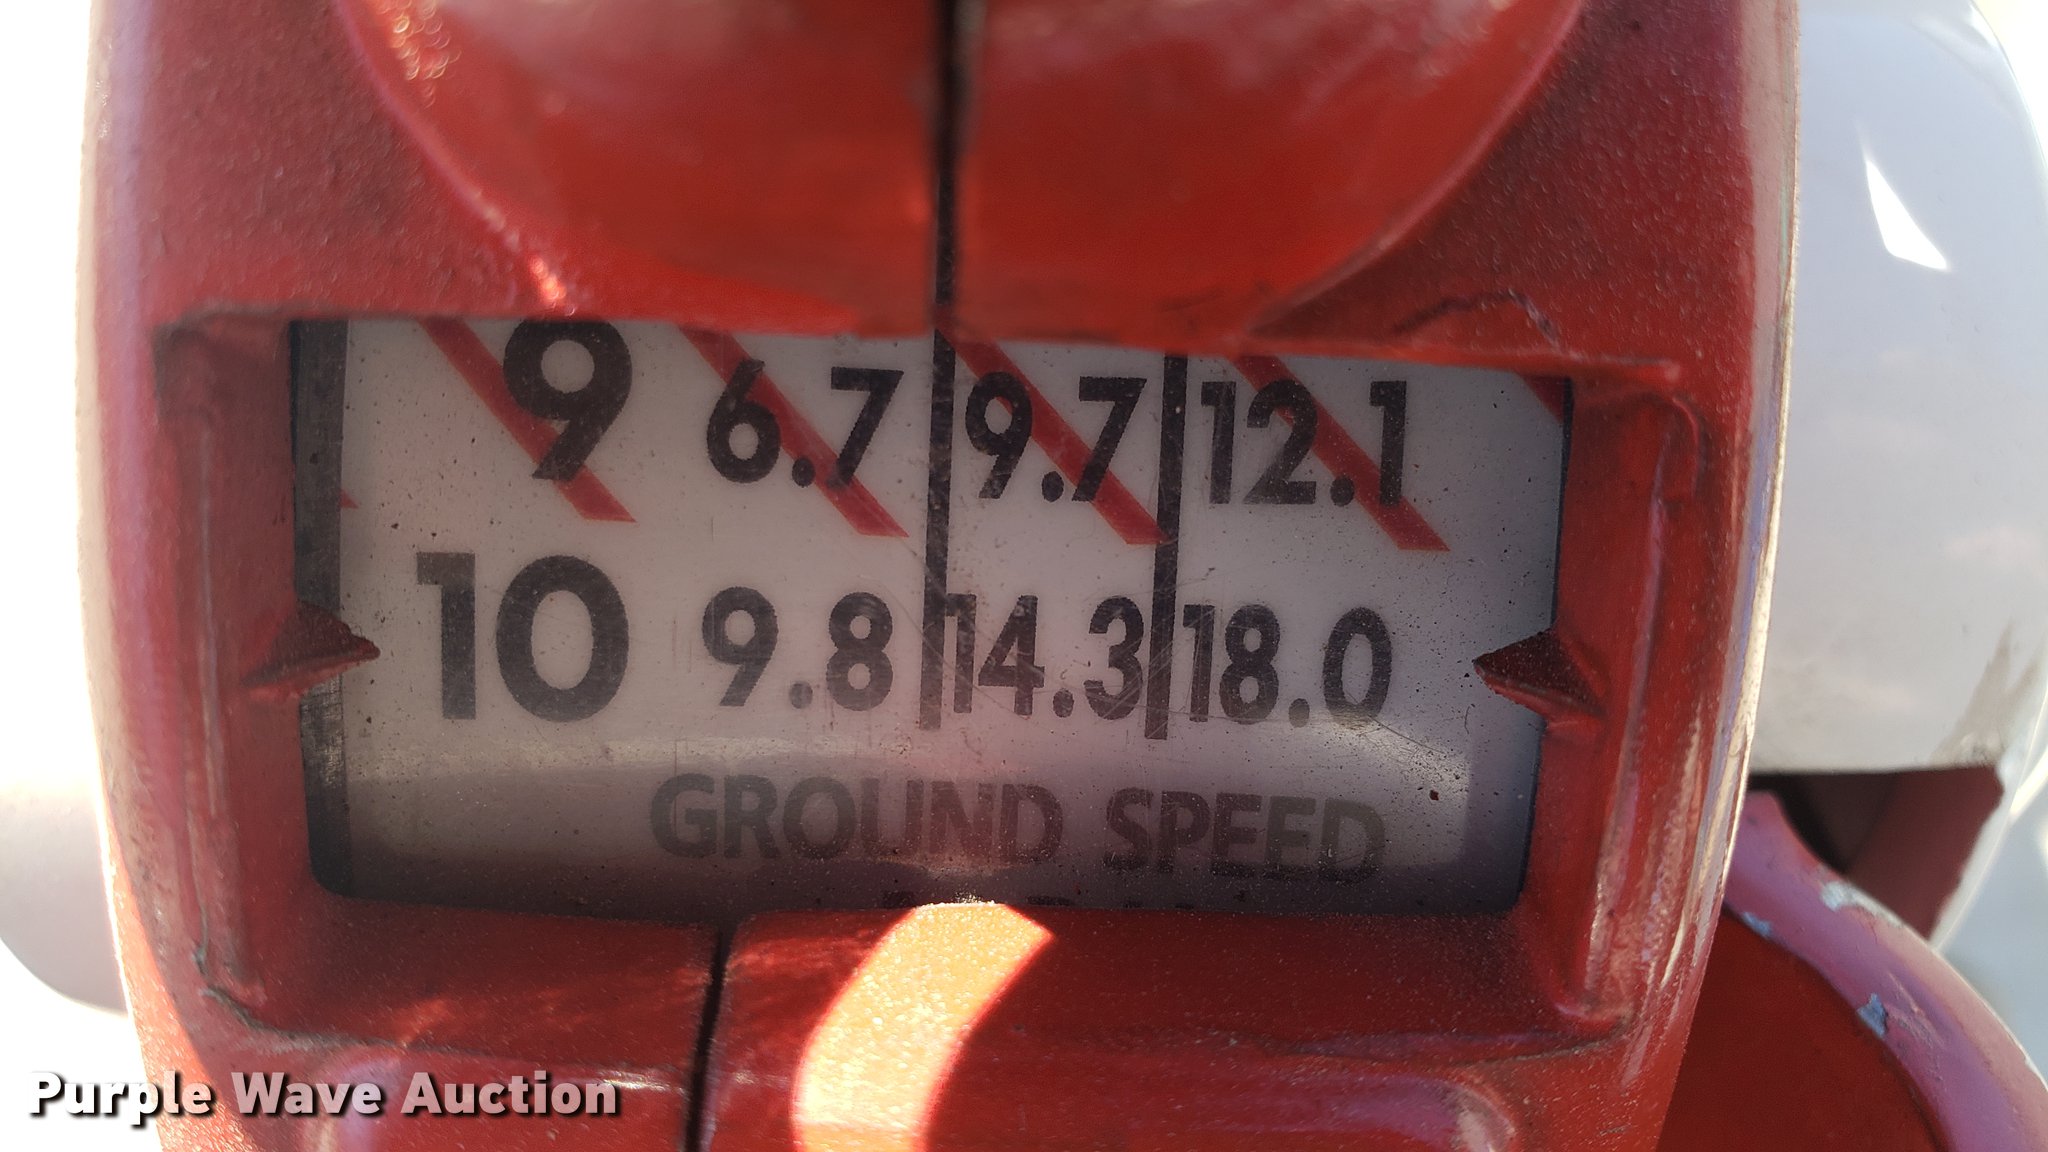 9 6.7 9.7 12.1
10 9.8 14.3 18.0
GROUND SPEED
Purple Wave Auction